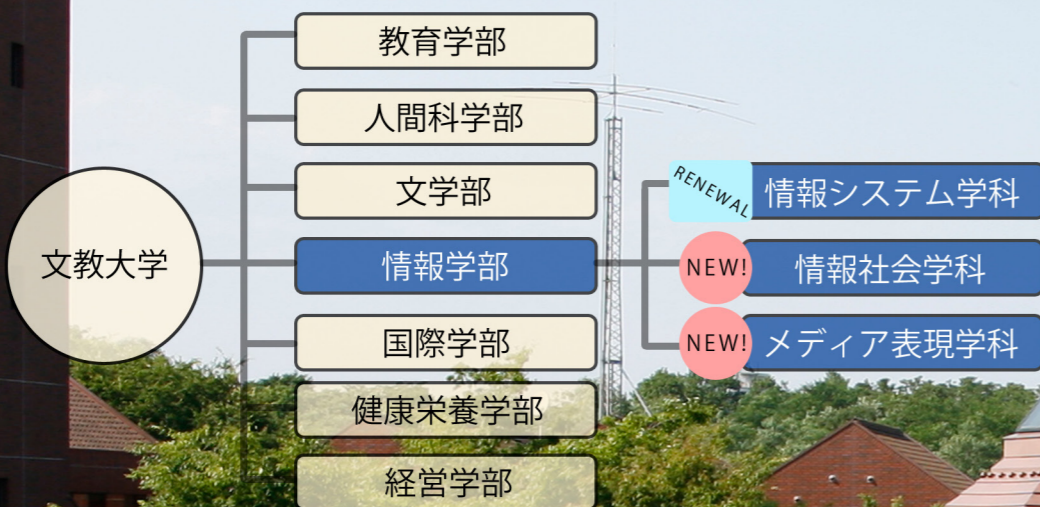 文教大学
教育学部
人間科学部
文学部
情報学部
国際学部
健康栄養学部
経営学部
RENEWAL
情報システム学科
NEW!
情報社会学科
NEW!
メディア表現学科